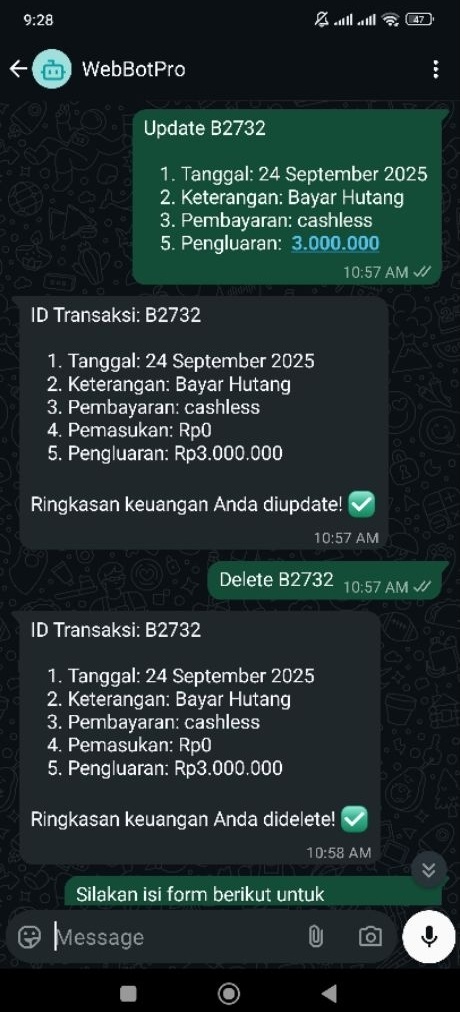 9:28
47
WebBotPro
Update B2732
1. Tanggal: 24 September 2025
2. Keterangan: Bayar Hutang
3. Pembayaran: cashless
5. Pengluaran: 3.000.000
10:57 AM
ID Transaksi: B2732
1. Tanggal: 24 September 2025
2. Keterangan: Bayar Hutang
3. Pembayaran: cashless
4. Pemasukan: Rp0
5. Pengluaran: Rp3.000.000
Ringkasan keuangan Anda diupdate! ✅
10:57 AM
Delete B2732
10:57 AM
ID Transaksi: B2732
1. Tanggal: 24 September 2025
2. Keterangan: Bayar Hutang
3. Pembayaran: cashless
4. Pemasukan: Rp0
5. Pengluaran: Rp3.000.000
Ringkasan keuangan Anda didelete! ✅
10:58 AM
Silakan isi form berikut untuk
Message